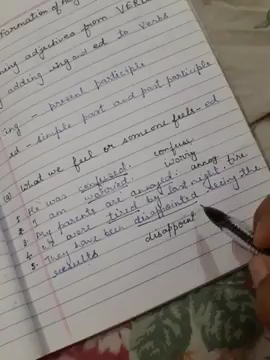 Formation of
ming adjectives from VERB
adding ing and ed to Verbs
ing - present participle
ed - simple past and past participle
(a) What we feel or someone feels - ed
confuse
1. He was confused. worry
2. I am worried. annoy
3. My parents are annoyed. tire
4. were tired by last night.
5. They have been disappointed seeing the
results disappoint